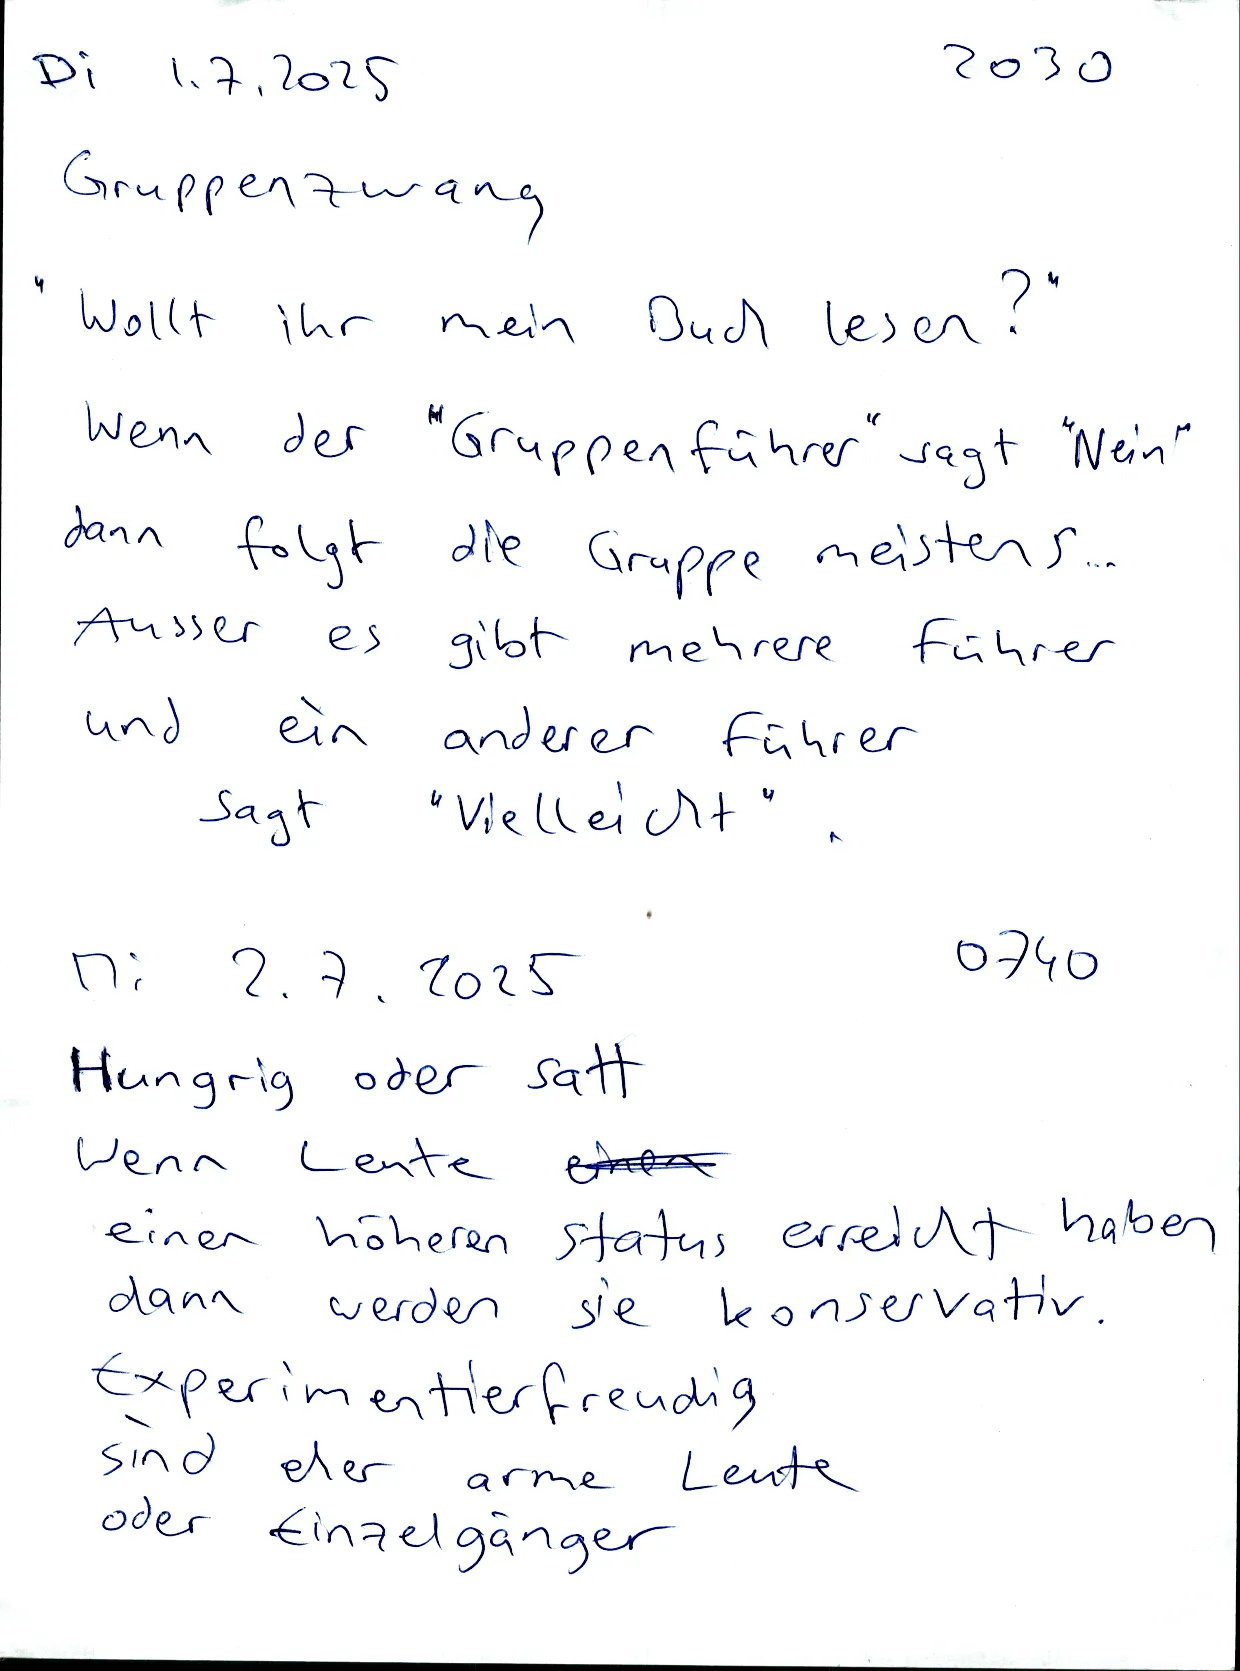 Di 1.7.2025 2030
Gruppenzwang
"Wollt ihr mein Buch lesen?"
Wenn der "Gruppenführer" sagt "Nein"
dann folgt die Gruppe meistens...
Ausser es gibt mehrere Führer
und ein anderer Führer
sagt "Vielleicht".
Mi 2.7.2025 0740
Hungrig oder satt
Wenn Leute einen
einen höheren Status erreicht haben
dann werden sie konservativ.
Experimentierfreudig
sind eher arme Leute
oder Einzelgänger